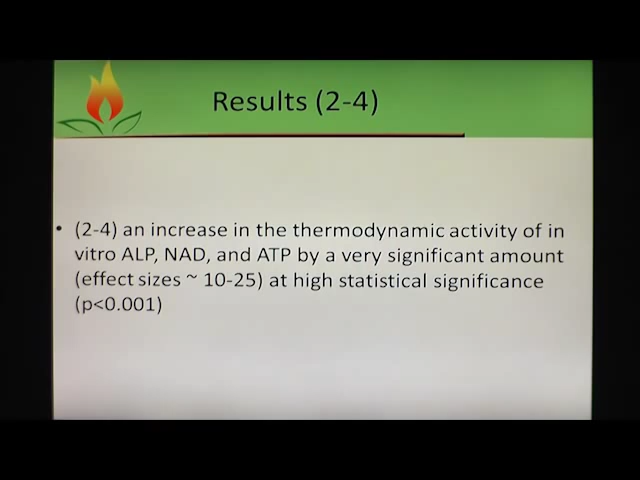 Results (2-4)
• (2-4) an increase in the thermodynamic activity of in
vitro ALP, NAD, and ATP by a very significant amount
(effect sizes ~ 10-25) at high statistical significance
(p<0.001)